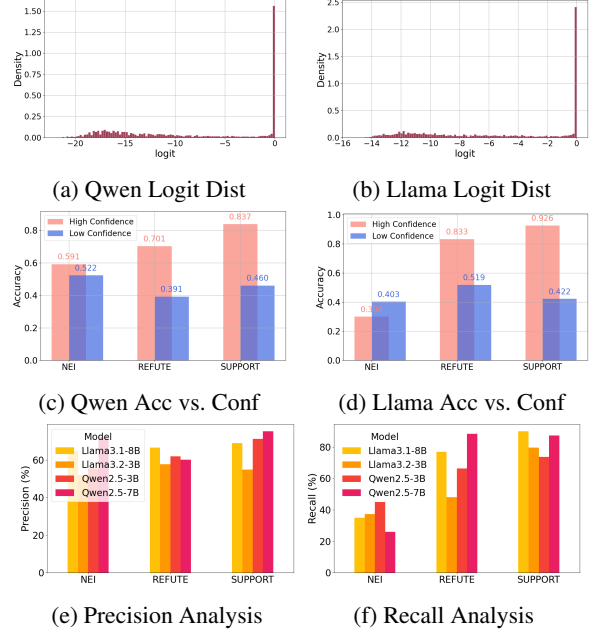 1.50
1.25
1.00
0.75
0.50
0.25
0.00
Density
−20 −15 −10 −5 0
logit
2.5
2.0
1.5
1.0
0.5
0.0
Density
−16 −14 −12 −10 −8 −6 −4 −2 0
logit
(a) Qwen Logit Dist
(b) Llama Logit Dist
High Confidence
Low Confidence
0.8
0.6
0.4
0.2
0.0
Accuracy
0.591
0.522
0.701
0.391
0.837
0.460
NEI REFUTE SUPPORT
High Confidence
Low Confidence
1.0
0.8
0.6
0.4
0.2
0.0
Accuracy
0.403
0.833
0.519
0.926
0.422
NEI REFUTE SUPPORT
(c) Qwen Acc vs. Conf
(d) Llama Acc vs. Conf
Model
Llama3.1-8B
Llama3.2-3B
Qwen2.5-3B
Qwen2.5-7B
60
40
20
0
Precision (%)
NEI REFUTE SUPPORT
Model
Llama3.1-8B
Llama3.2-3B
Qwen2.5-3B
Qwen2.5-7B
80
60
40
20
0
Recall (%)
NEI REFUTE SUPPORT
(e) Precision Analysis
(f) Recall Analysis